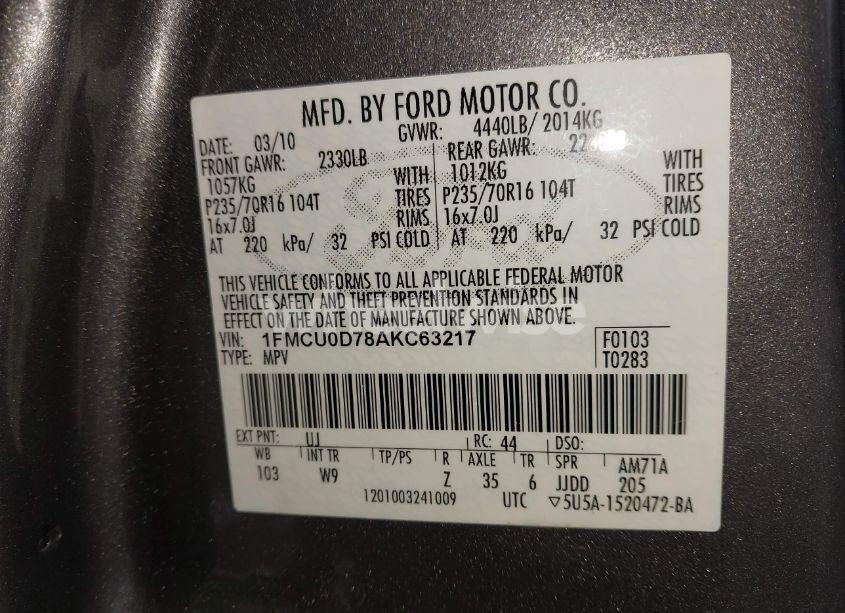 MFD. BY FORD MOTOR CO.
DATE: 03/10 GVWR: 4440LB/ 2014KG
FRONT GAWR: 2330LB REAR GAWR: 22
1057KG WITH 1012KG WITH
P235/70R16 104T TIRES P235/70R16 104T TIRES
16x7.0J RIMS 16x7.0J RIMS
AT 220 kPa/ 32 PSI COLD AT 220 kPa/ 32 PSI COLD
THIS VEHICLE CONFORMS TO ALL APPLICABLE FEDERAL MOTOR
VEHICLE SAFETY AND THEFT PREVENTION STANDARDS IN
EFFECT ON THE DATE OF MANUFACTURE SHOWN ABOVE.
VIN: 1FMCU0D78AKC63217 F0103
TYPE: MPV T0283
EXT PNT: UJ RC: 44 DSO:
WB INT TR TP/PS R AXLE TR SPR AM71A
103 W9 Z 35 6 JJDD 205
1201003241009 UTC ▽5U5A-1520472-BA